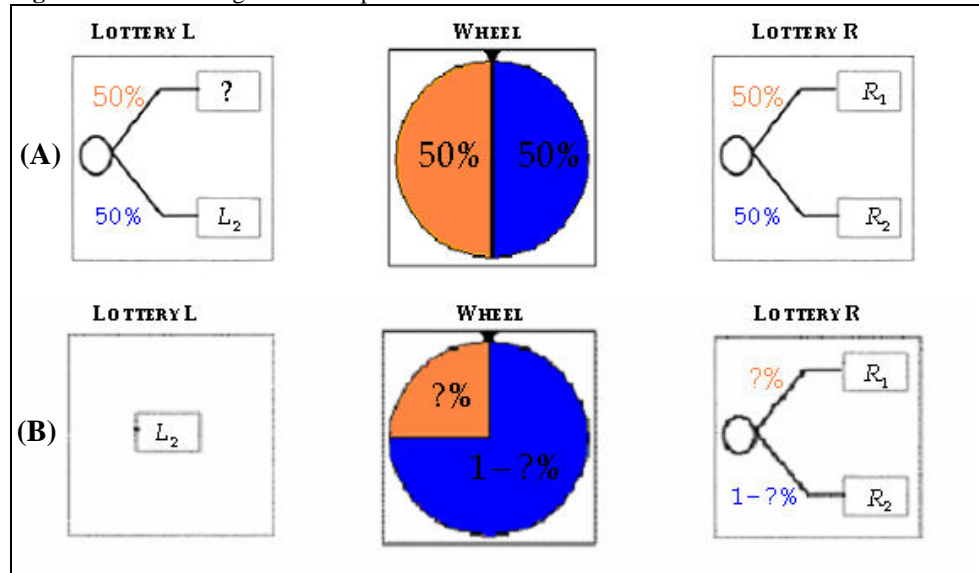 LOTTERY L WHEEL LOTTERY R
(A)
50% ?
50% L₂
50% 50%
50% R₁
50% R₂
LOTTERY L WHEEL LOTTERY R
(B)
L₂
?%
1–?%
?% R₁
1–?% R₂